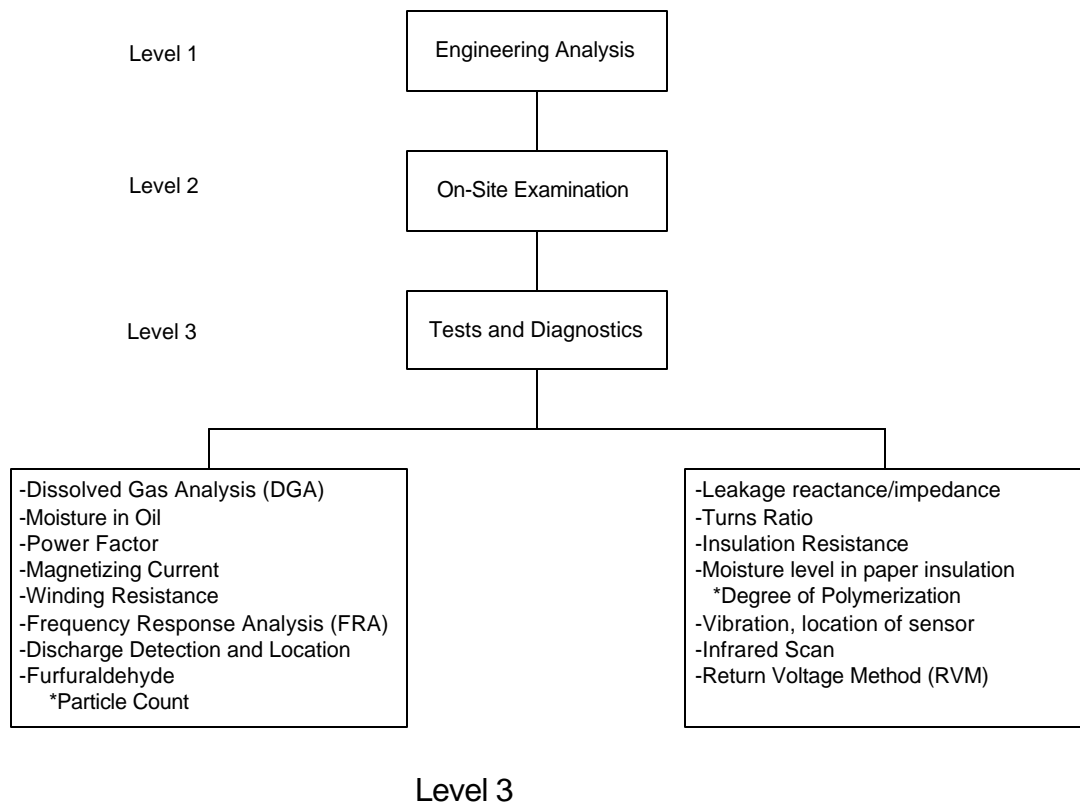 Level 1
Engineering Analysis
Level 2
On-Site Examination
Level 3
Tests and Diagnostics
-Dissolved Gas Analysis (DGA)
-Moisture in Oil
-Power Factor
-Magnetizing Current
-Winding Resistance
-Frequency Response Analysis (FRA)
-Discharge Detection and Location
-Furfuraldehyde
*Particle Count
-Leakage reactance/impedance
-Turns Ratio
-Insulation Resistance
-Moisture level in paper insulation
*Degree of Polymerization
-Vibration, location of sensor
-Infrared Scan
-Return Voltage Method (RVM)
Level 3